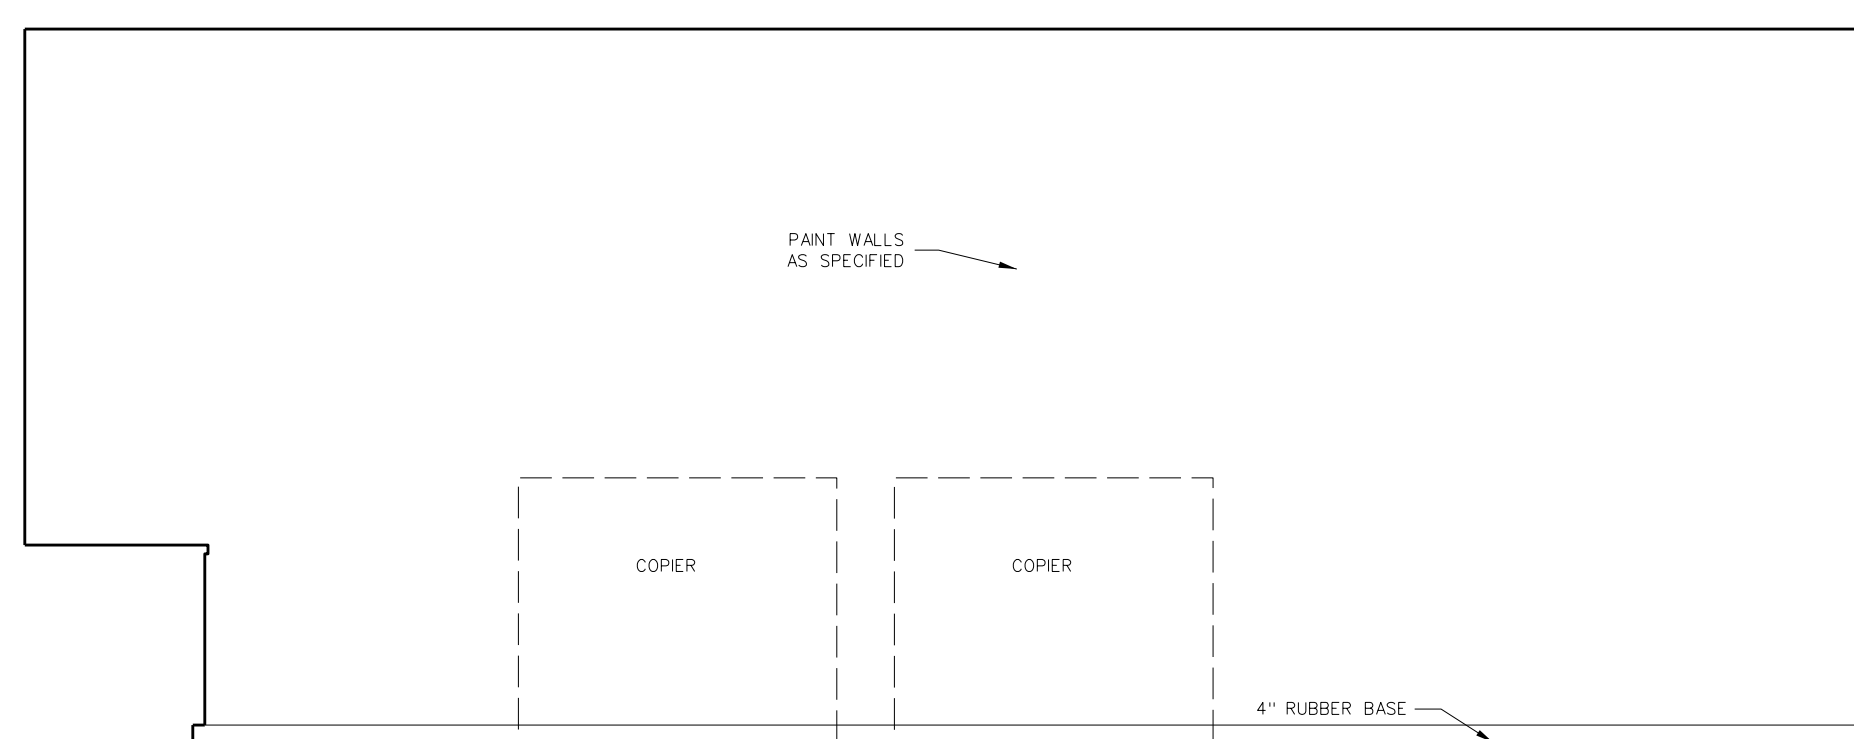 PAINT WALLS
AS SPECIFIED
COPIER
COPIER
4" RUBBER BASE